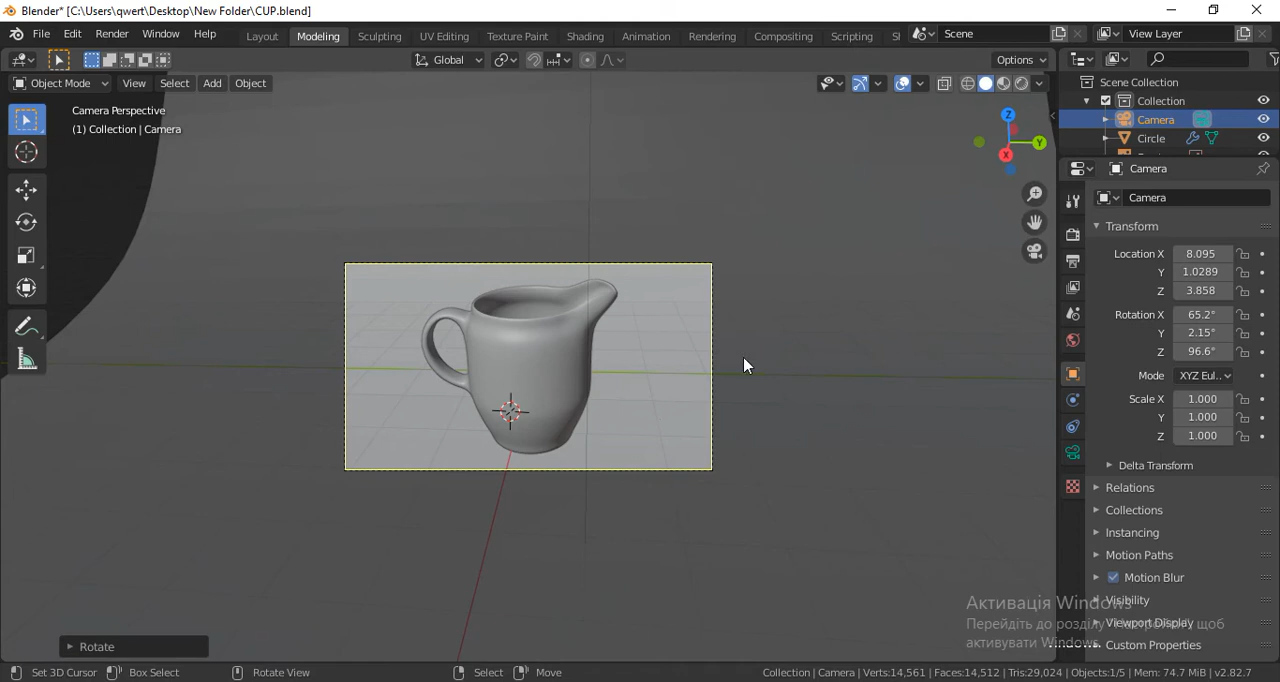 Blender* [C:\Users\qwert\Desktop\New Folder\CUP.blend]
File Edit Render Window Help Layout Modeling Sculpting UV Editing Texture Paint Shading Animation Rendering Compositing Scripting Scene View Layer
Global Options
Object Mode View Select Add Object
Camera Perspective
(1) Collection | Camera
Z
Y
X
Scene Collection
Collection
Camera
Circle
Camera
Camera
Transform
Location X 8.095
Y 1.0289
Z 3.858
Rotation X 65.2°
Y 2.15°
Z 96.6°
Mode XYZ Eul..
Scale X 1.000
Y 1.000
Z 1.000
Delta Transform
Relations
Collections
Instancing
Motion Paths
Motion Blur
Visibility
Viewport Display
Custom Properties
Активація Windows
Перейдіть до розділу щоб
активувати Windows.
Rotate
Set 3D Cursor Box Select Rotate View Select Move Collection | Camera | Verts:14,561 | Faces:14,512 | Tris:29,024 | Objects:1/5 | Mem: 74.7 MiB | v2.82.7